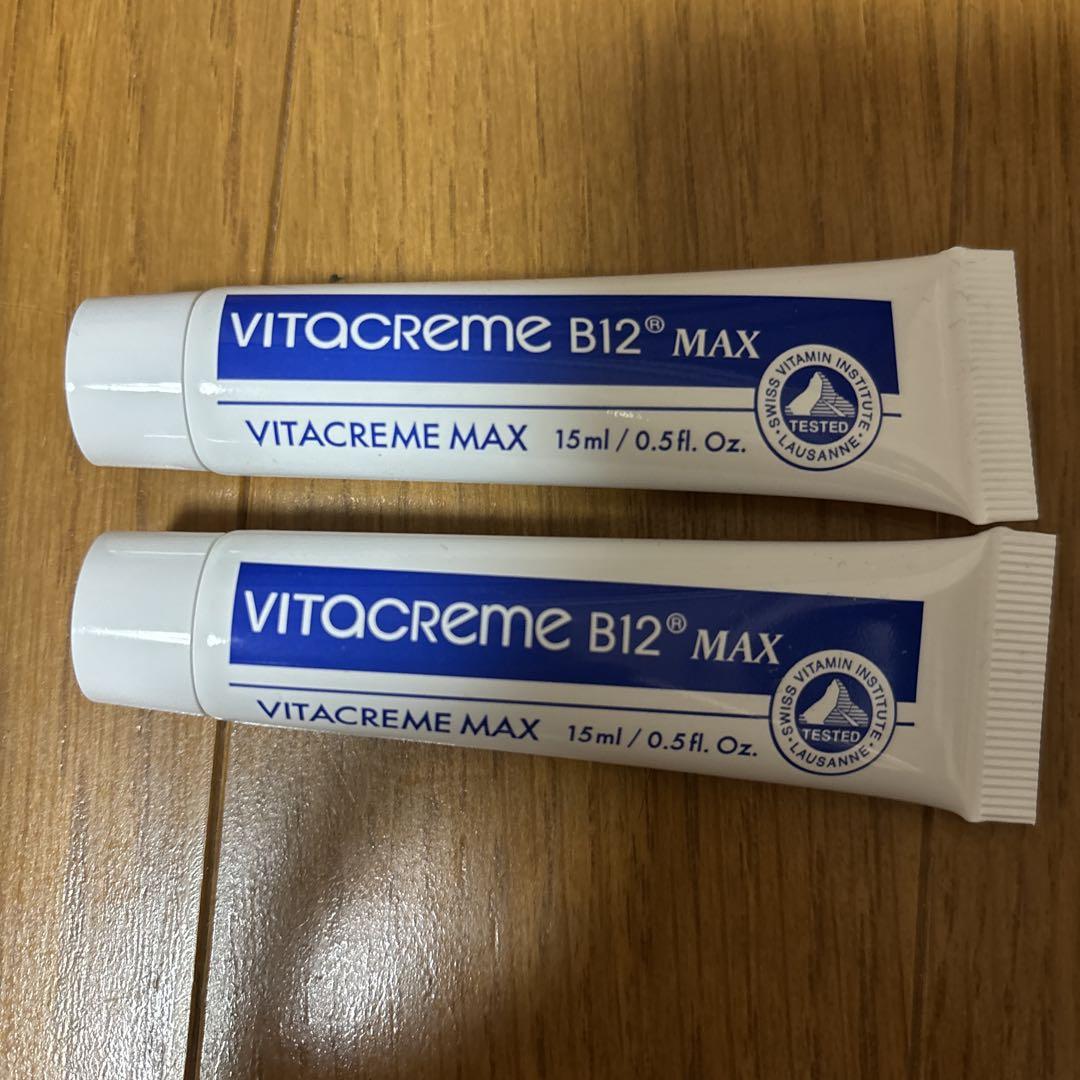 VITACREME B12® MAX
VITACREME MAX 15ml / 0.5fl. Oz.
SWISS VITAMIN INSTITUTE
TESTED
· LAUSANNE ·
VITACREME B12® MAX
VITACREME MAX 15ml / 0.5fl. Oz.
SWISS VITAMIN INSTITUTE
TESTED
· LAUSANNE ·